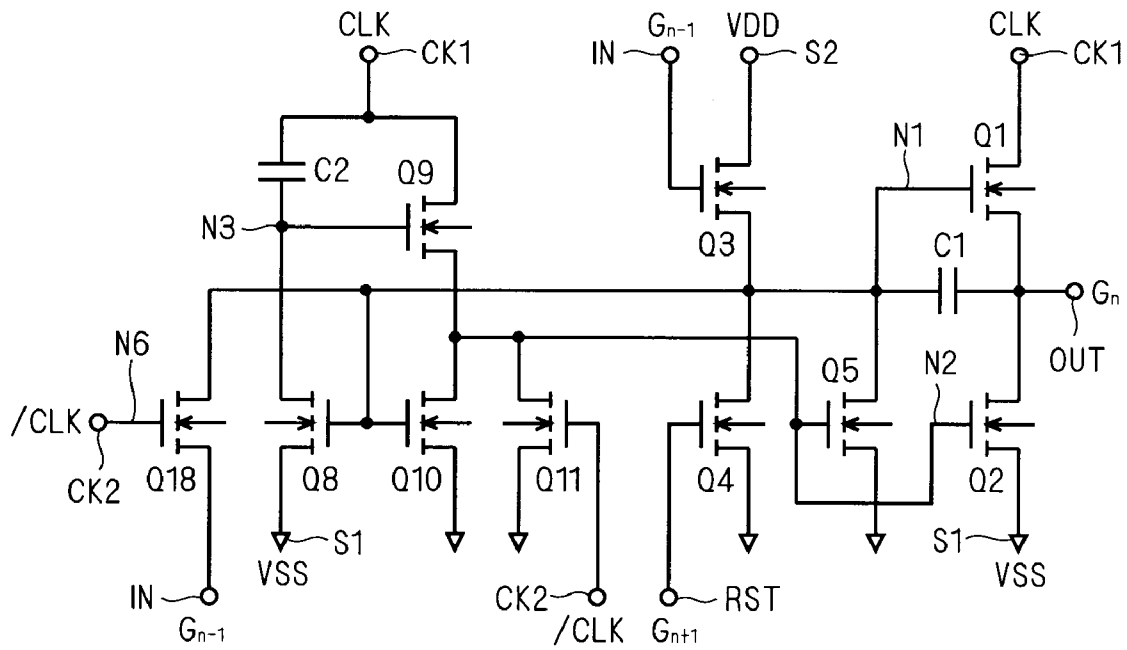 CLK
CK1
Gn-1
IN
VDD
S2
CLK
CK1
C2
Q9
N3
Q3
N1
Q1
C1
Gn
OUT
N6
/CLK
CK2
Q18
Q8
Q10
Q11
Q4
Q5
N2
Q2
S1
VSS
S1
VSS
IN
Gn-1
CK2
/CLK
RST
Gn+1